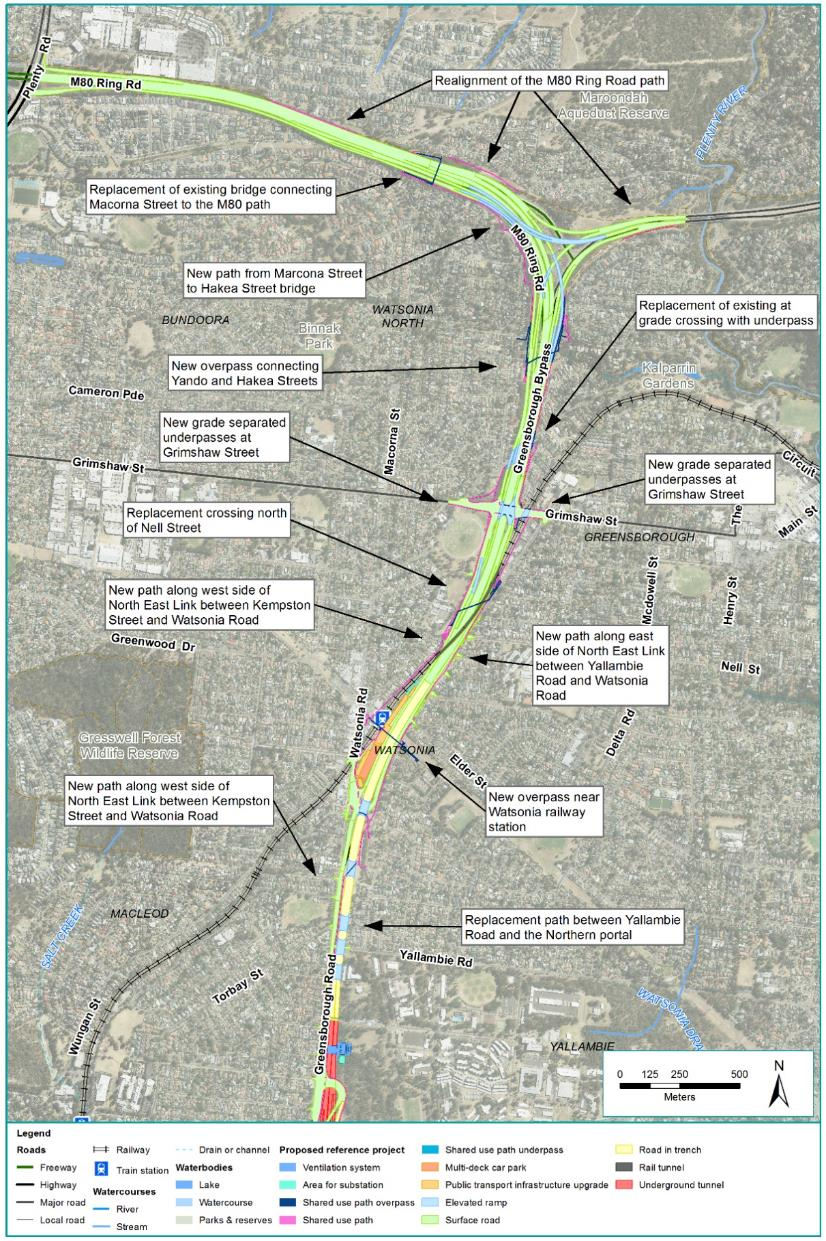 Plenty Rd
M80 Ring Rd
Realignment of the M80 Ring Road path
Maroondah
Aqueduct Reserve
PLENTY RIVER
Replacement of existing bridge connecting
Macorna Street to the M80 path
M80 Ring Rd
New path from Marcona Street
to Hakea Street bridge
BUNDOORA
WATSONIA
NORTH
Binnak
Park
Replacement of existing at
grade crossing with underpass
New overpass connecting
Yando and Hakea Streets
Kalparrin
Gardens
Greensborough Bypass
Cameron Pde
Macorna St
New grade separated
underpasses at
Grimshaw Street
Grimshaw St
New grade separated
underpasses at
Grimshaw Street
Circuit
The
Main St
Replacement crossing north
of Nell Street
Grimshaw St
GREENSBOROUGH
New path along west side of
North East Link between Kempston
Street and Watsonia Road
Mcdowell St
Henry St
Greenwood Dr
New path along east
side of North East Link
between Yallambie
Road and Watsonia
Road
Nell St
Watsonia Rd
Gresswell Forest
Wildlife Reserve
WATSONIA
Delta Rd
Elder St
New path along west side of
North East Link between Kempston
Street and Watsonia Road
New overpass near
Watsonia railway
station
MACLEOD
SALT CREEK
Replacement path between Yallambie
Road and the Northern portal
Yallambie Rd
Torbay St
Greensborough Road
Wungan St
WATSONIA DRA
YALLAMBIE
N
0 125 250 500
Meters
Legend
Roads
Freeway
Highway
Major road
Local road
Railway
Train station
Watercourses
River
Stream
Drain or channel
Waterbodies
Lake
Watercourse
Parks & reserves
Proposed reference project
Ventilation system
Area for substation
Shared use path overpass
Shared use path
Shared use path underpass
Multi-deck car park
Public transport infrastructure upgrade
Elevated ramp
Surface road
Road in trench
Rail tunnel
Underground tunnel